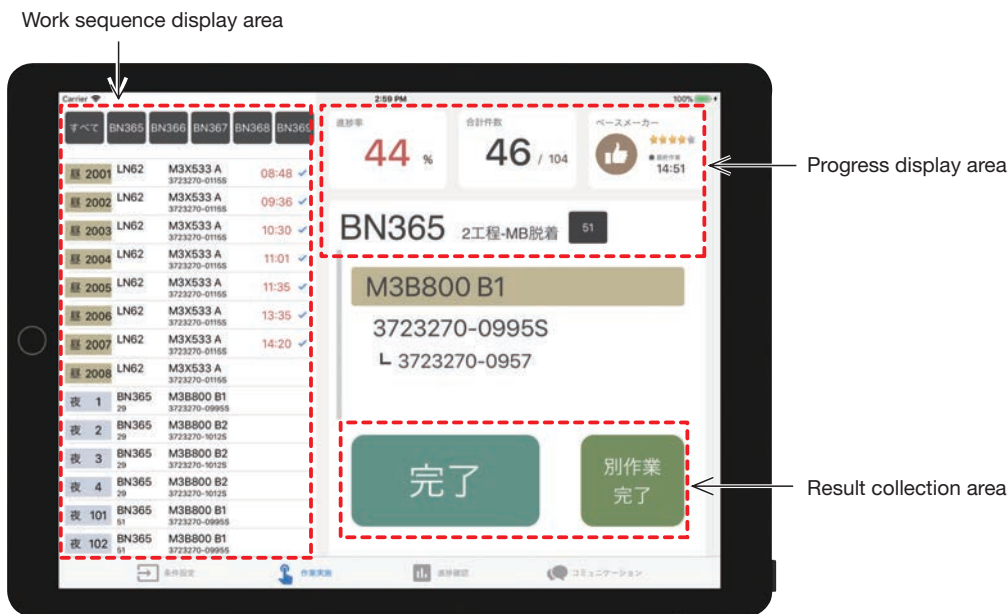 Work sequence display area
Carrier
2:59 PM
100%
すべて BN365 BN366 BN367 BN368 BN369
昼 2001 LN62 M3X533 A 08:48
3723270-0115S
昼 2002 LN62 M3X533 A 09:36
3723270-0115S
昼 2003 LN62 M3X533 A 10:30
3723270-0115S
昼 2004 LN62 M3X533 A 11:01
3723270-0115S
昼 2005 LN62 M3X533 A 11:35
3723270-0115S
昼 2006 LN62 M3X533 A 13:35
3723270-0115S
昼 2007 LN62 M3X533 A 14:20
3723270-0115S
昼 2008 LN62 M3X533 A
3723270-0115S
夜 1 BN365 M3B800 B1
29 3723270-0995S
夜 2 BN365 M3B800 B2
29 3723270-1012S
夜 3 BN365 M3B800 B2
29 3723270-1012S
夜 4 BN365 M3B800 B2
29 3723270-1012S
夜 101 BN365 M3B800 B1
51 3723270-0995S
夜 102 BN365 M3B800 B1
51 3723270-0995S
進捗率
44 %
合計件数
46 / 104
ペースメーカー
最終作業
14:51
Progress display area
BN365 2工程-MB脱着 51
M3B800 B1
3723270-0995S
┗ 3723270-0957
完了
別作業
完了
Result collection area
条件設定
作業実施
進捗確認
コミュニケーション